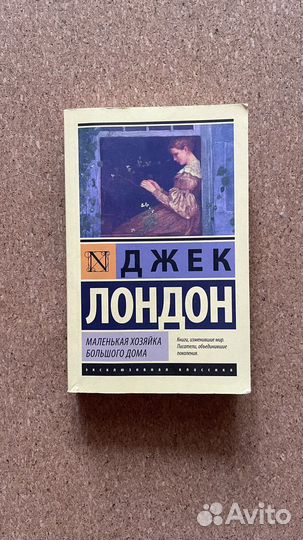 N
ДЖЕК
ЛОНДОН
МАЛЕНЬКАЯ ХОЗЯЙКА
БОЛЬШОГО ДОМА
Книги, изменившие мир.
Писатели, объединившие
поколения.
ЭКСКЛЮЗИВНАЯ КЛАССИКА
Avito